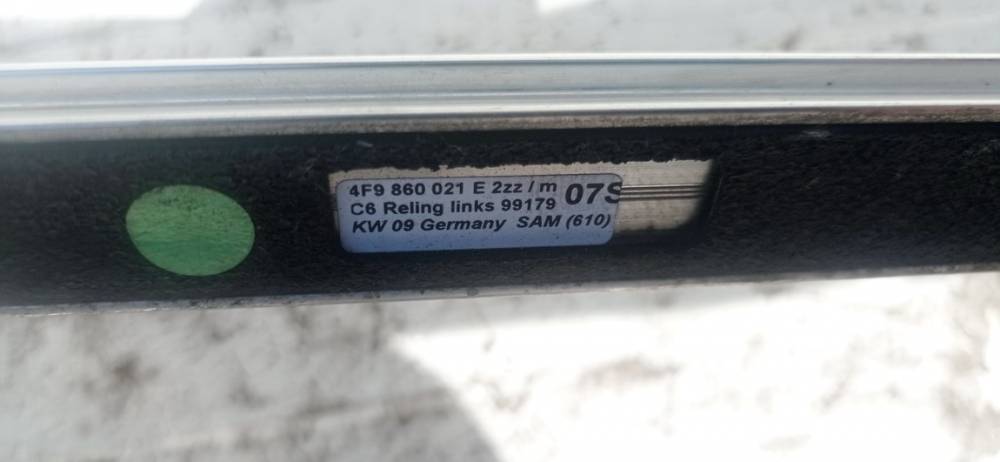 4F9 860 021 E 2zz / m 07S
C6 Reling links 99179
KW 09 Germany SAM (610)